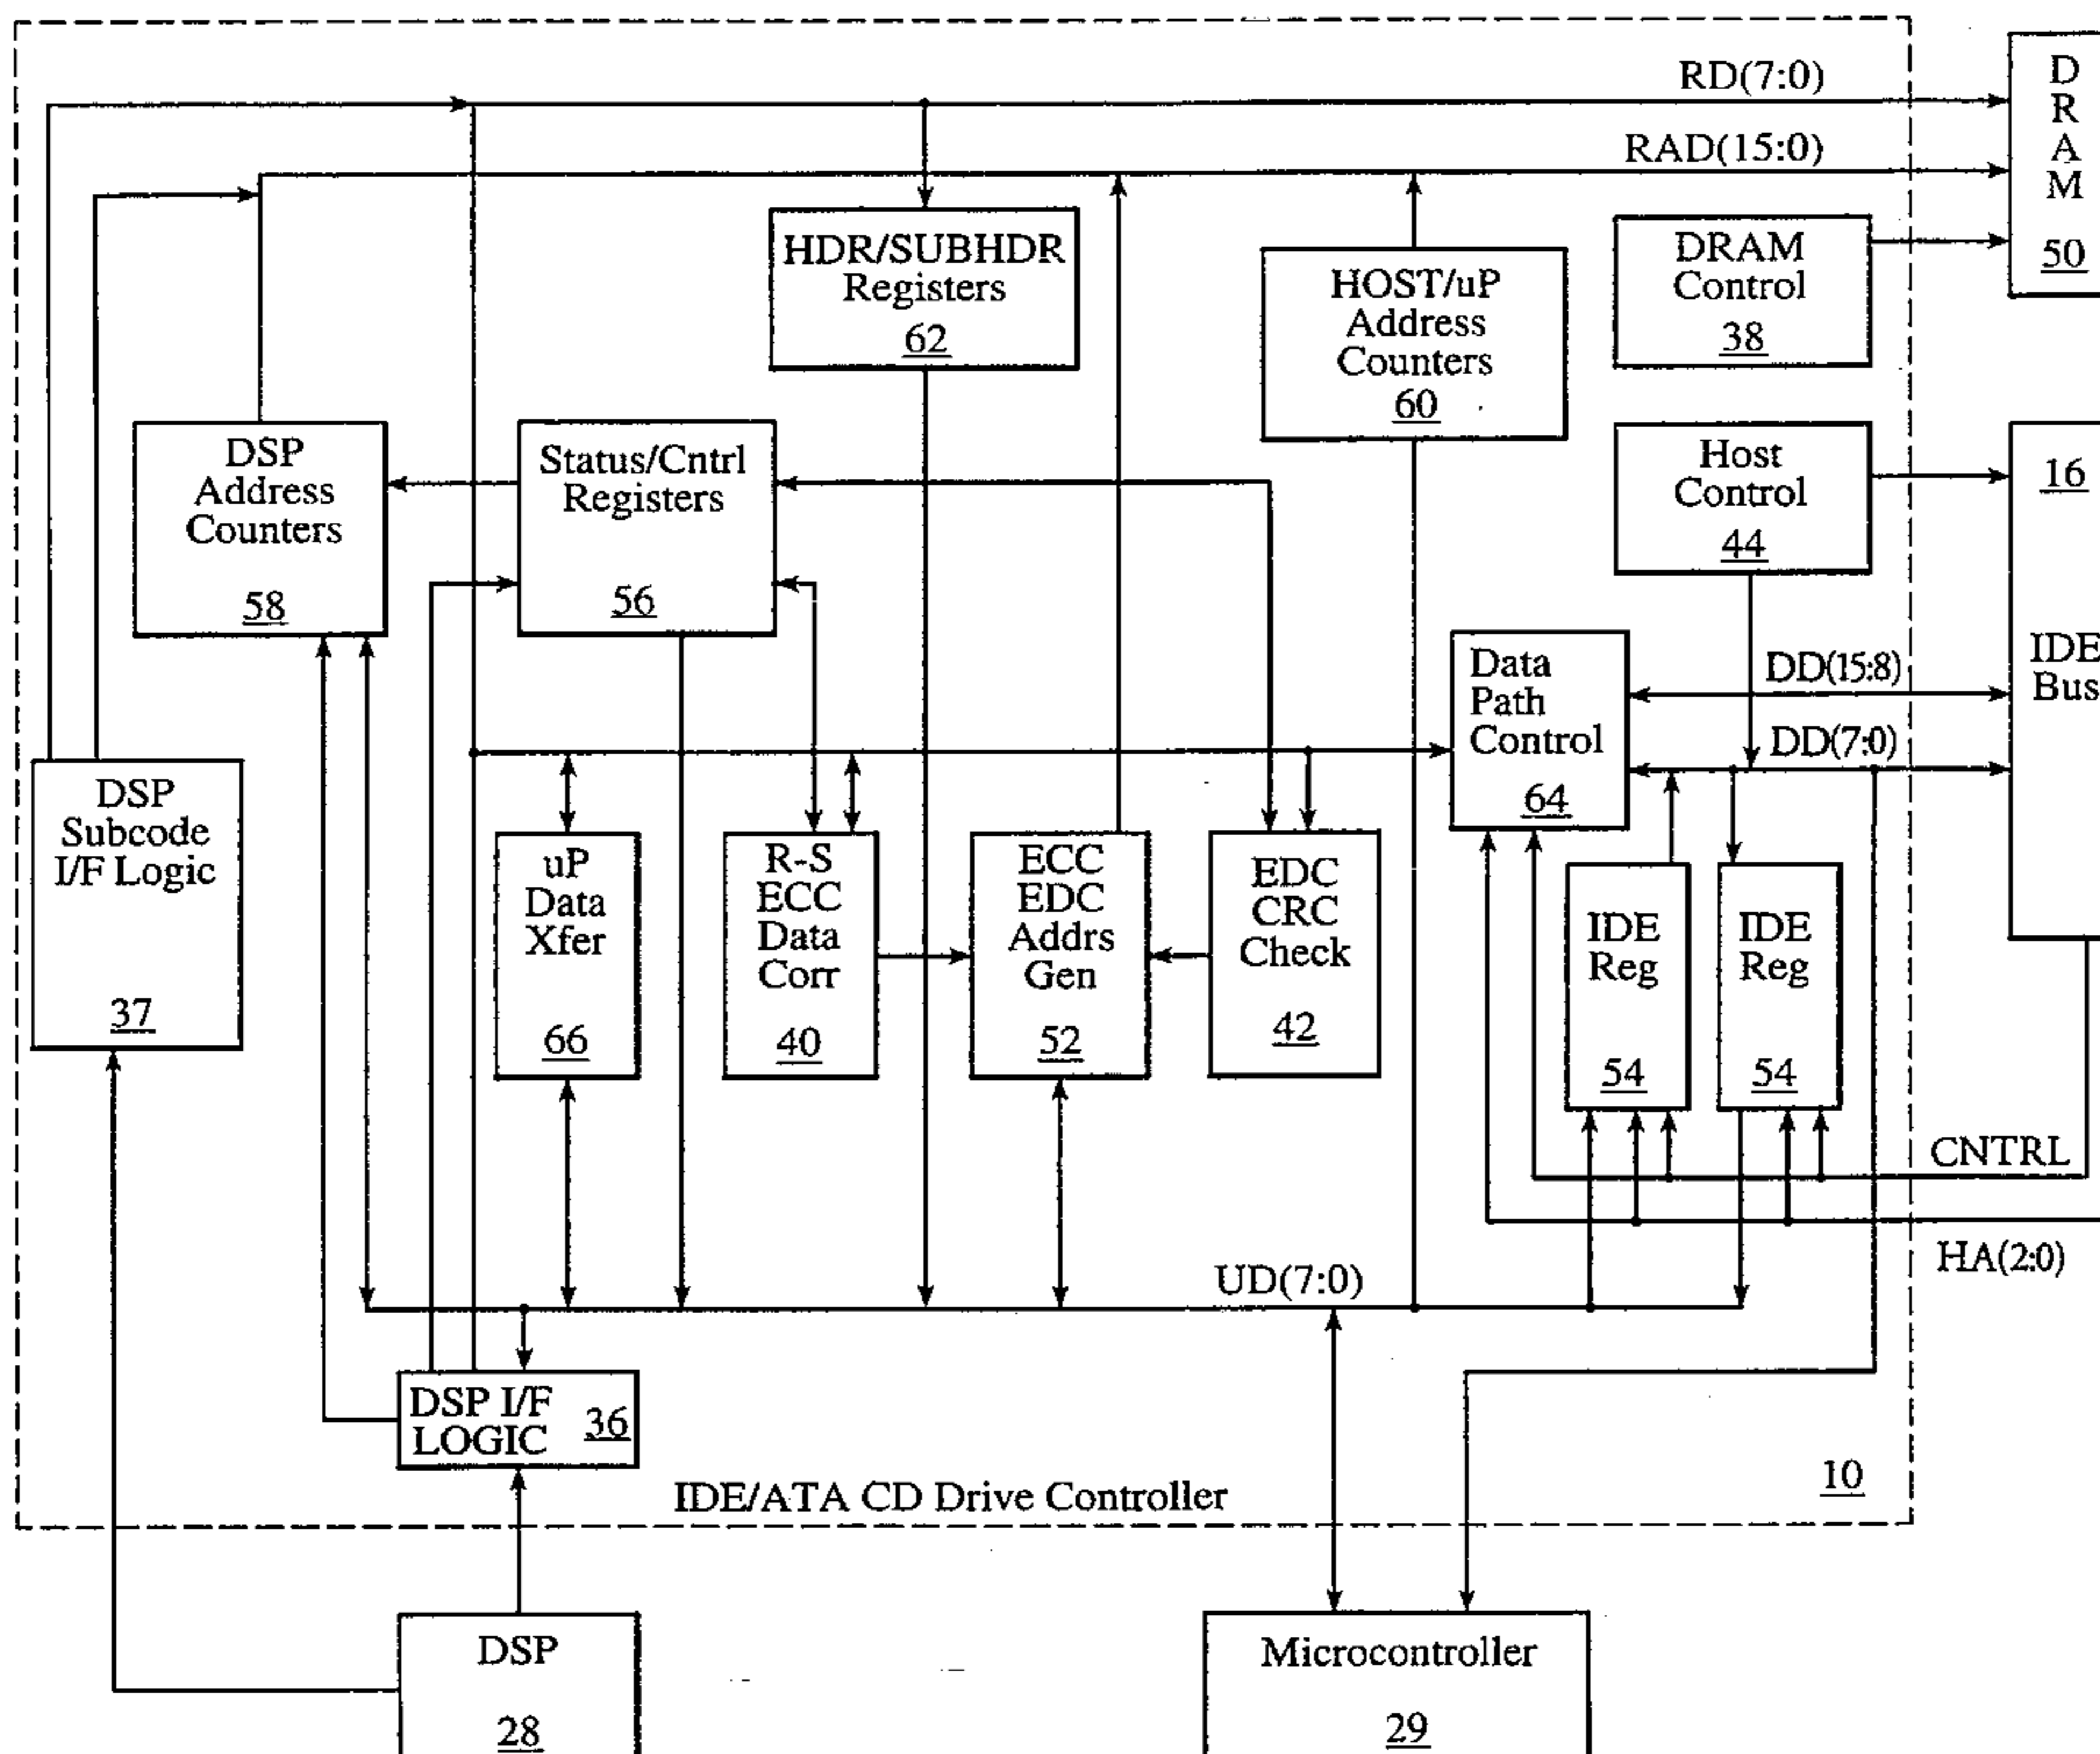 RD(7:0)
RAD(15:0)
D
R
A
M
50
HDR/SUBHDR
Registers
62
HOST/uP
Address
Counters
60
DRAM
Control
38
DSP
Address
Counters
58
Status/Cntrl
Registers
56
Host
Control
44
16
IDE
Bus
Data
Path
Control
64
DD(15:8)
DD(7:0)
DSP
Subcode
I/F Logic
37
uP
Data
Xfer
66
R-S
ECC
Data
Corr
40
ECC
EDC
Addrs
Gen
52
EDC
CRC
Check
42
IDE
Reg
54
IDE
Reg
54
CNTRL
HA(2:0)
UD(7:0)
DSP I/F
LOGIC
36
IDE/ATA CD Drive Controller
10
DSP
28
Microcontroller
29